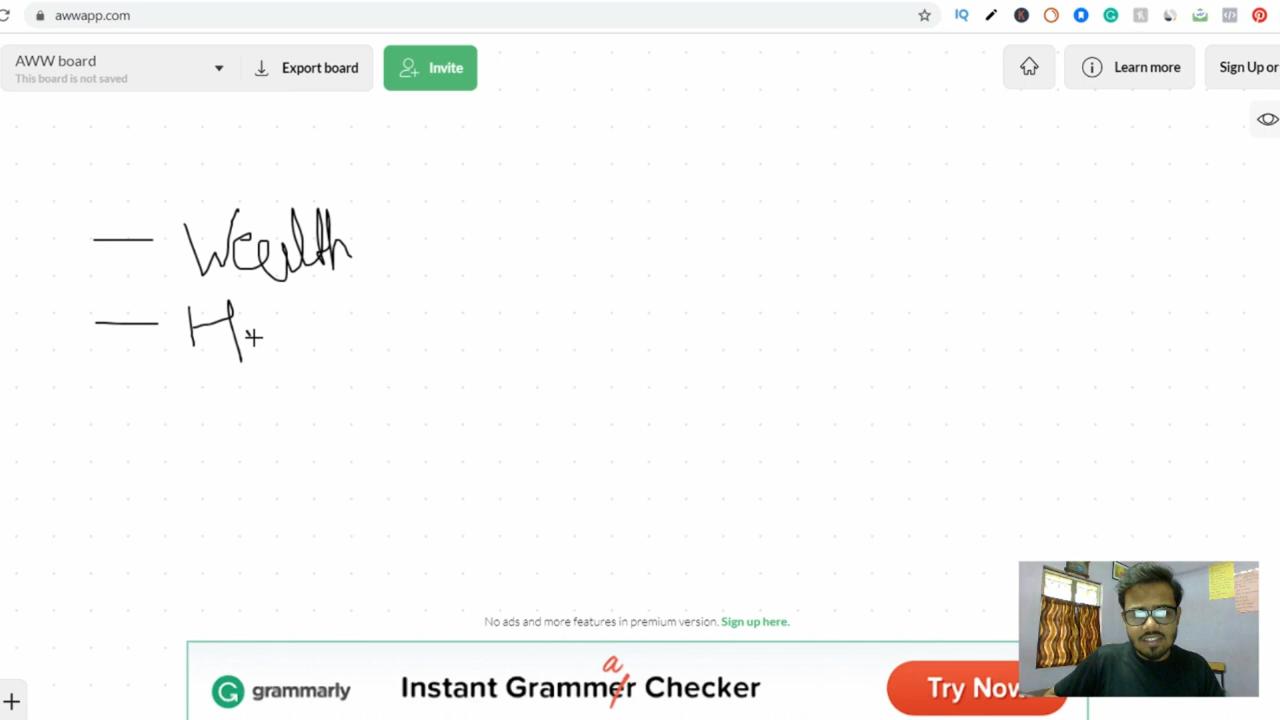 awwapp.com
IQ
AWW board
This board is not saved
Export board
Invite
Learn more
Sign Up or
Wealth
H
No ads and more features in premium version. Sign up here.
grammarly
Instant Grammer Checker
a
Try Now